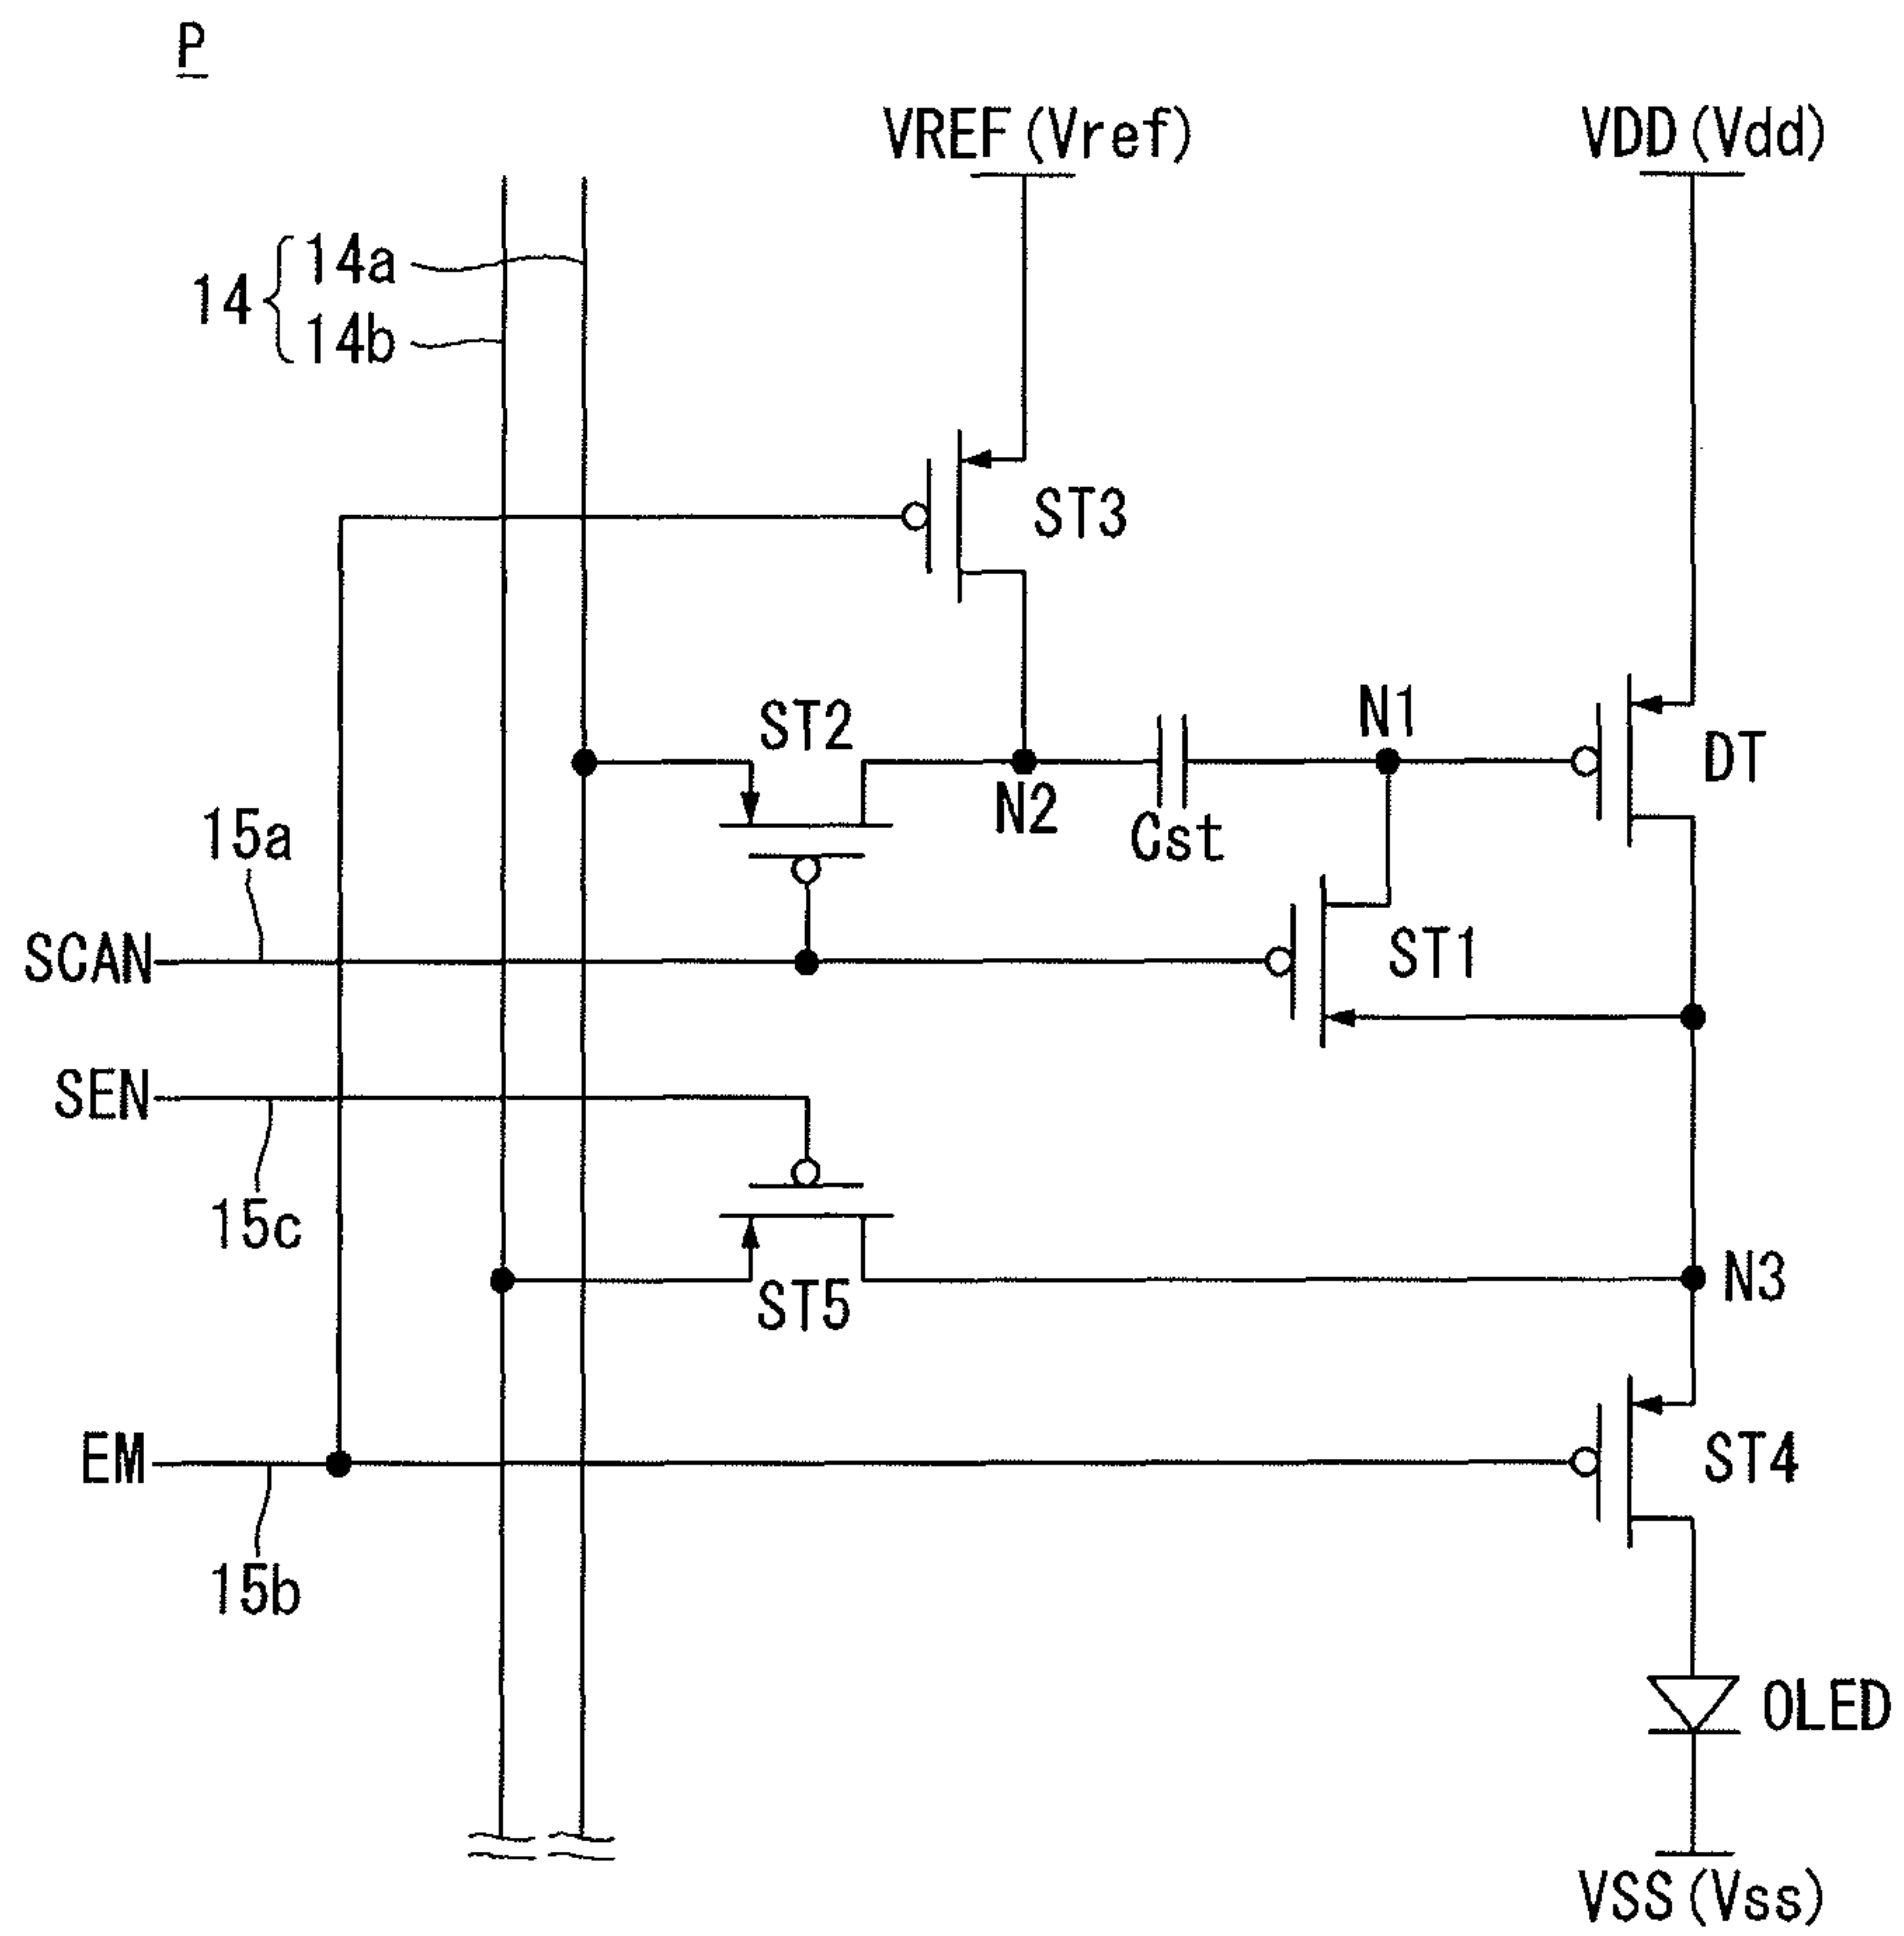 P
VREF(Vref)
VDD(Vdd)
14
14a
14b
ST3
ST2
N1
DT
N2
Cst
15a
SCAN
ST1
SEN
15c
ST5
N3
EM
ST4
15b
OLED
VSS(Vss)